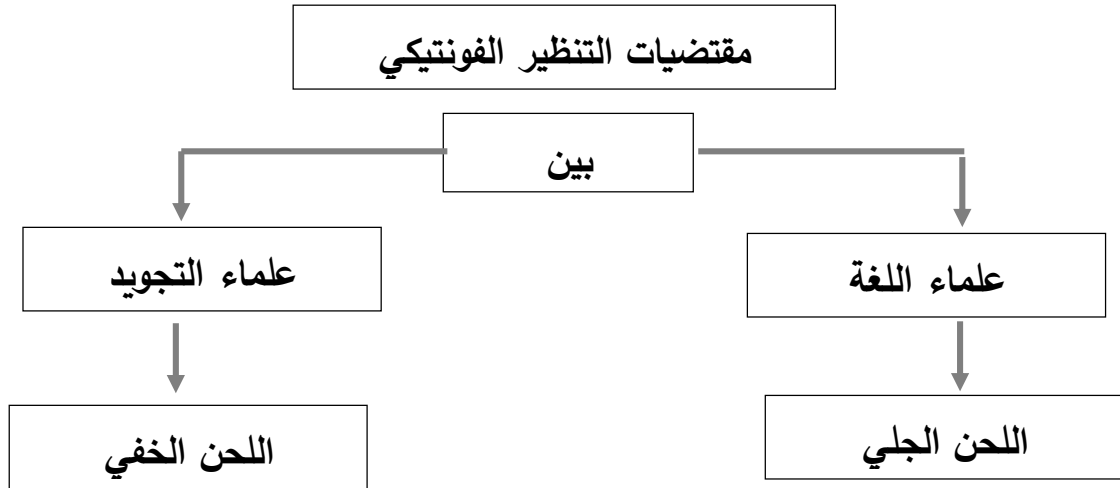 مقتضيات التنظير الفونتيكي
بين
علماء اللغة
علماء التجويد
اللحن الجلي
اللحن الخفي